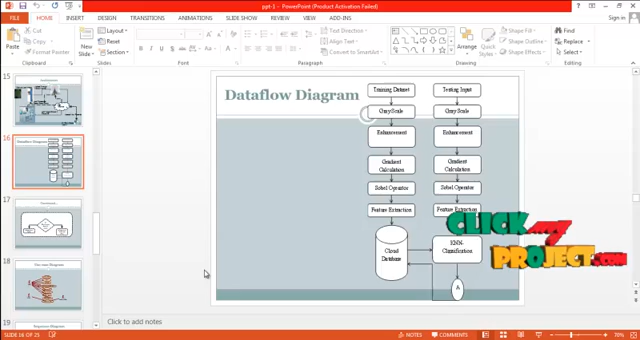 ppt-1 - PowerPoint (Product Activation Failed)
FILE HOME INSERT DESIGN TRANSITIONS ANIMATIONS SLIDE SHOW REVIEW VIEW ADD-INS Sign in
Cut
Copy
Format Painter
Paste
Clipboard
New
Slide
Layout
Reset
Section
Slides
Font
Text Direction
Align Text
Convert to SmartArt
Paragraph
Arrange
Quick
Styles
Shape Fill
Shape Outline
Shape Effects
Drawing
Find
Replace
Select
Editing
15
16
17
18
19
Dataflow Diagram
Training Dataset
Gray Scale
Enhancement
Gradient
Calculation
Sobel Operator
Feature Extraction
Cloud
Database
Testing Input
Gray Scale
Enhancement
Gradient
Calculation
Sobel Operator
Feature Extraction
KNN-
Classification
A
CLICK my
PROJECT.COM
Click to add notes
SLIDE 16 OF 25
NOTES COMMENTS 70%